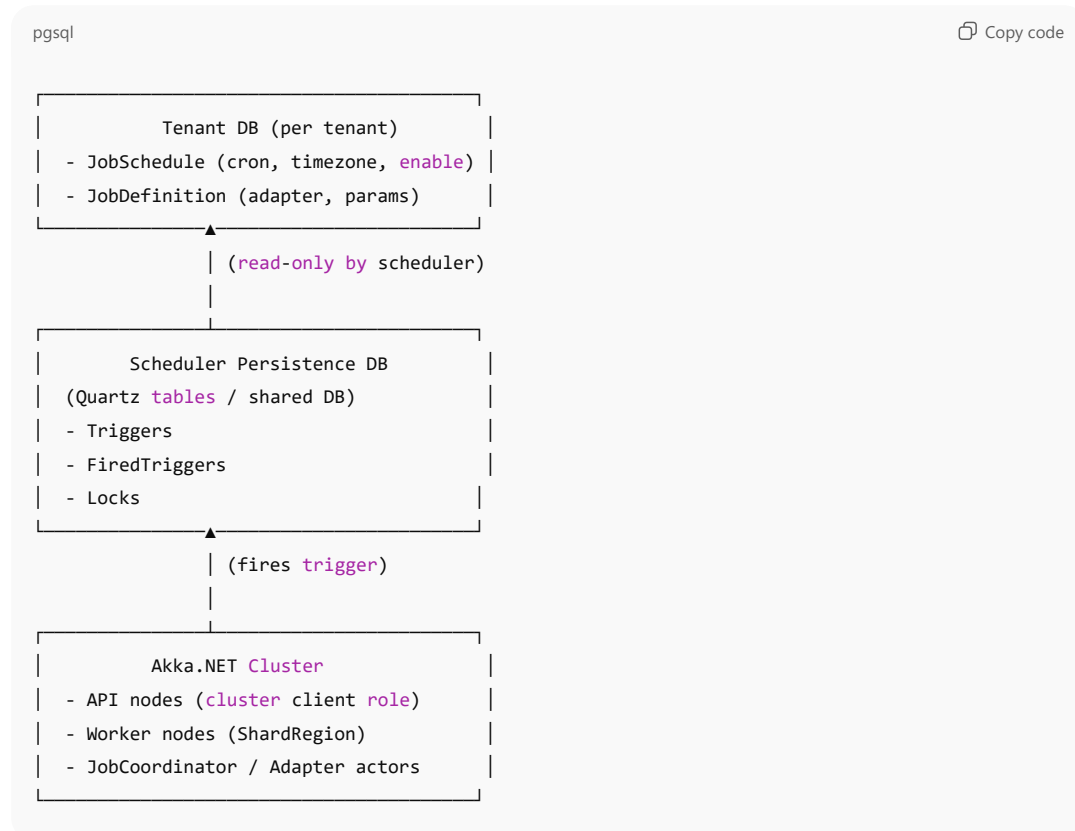 pgsql
Copy code
Tenant DB (per tenant)
- JobSchedule (cron, timezone, enable)
- JobDefinition (adapter, params)
(read-only by scheduler)
Scheduler Persistence DB
(Quartz tables / shared DB)
- Triggers
- FiredTriggers
- Locks
(fires trigger)
Akka.NET Cluster
- API nodes (cluster client role)
- Worker nodes (ShardRegion)
- JobCoordinator / Adapter actors